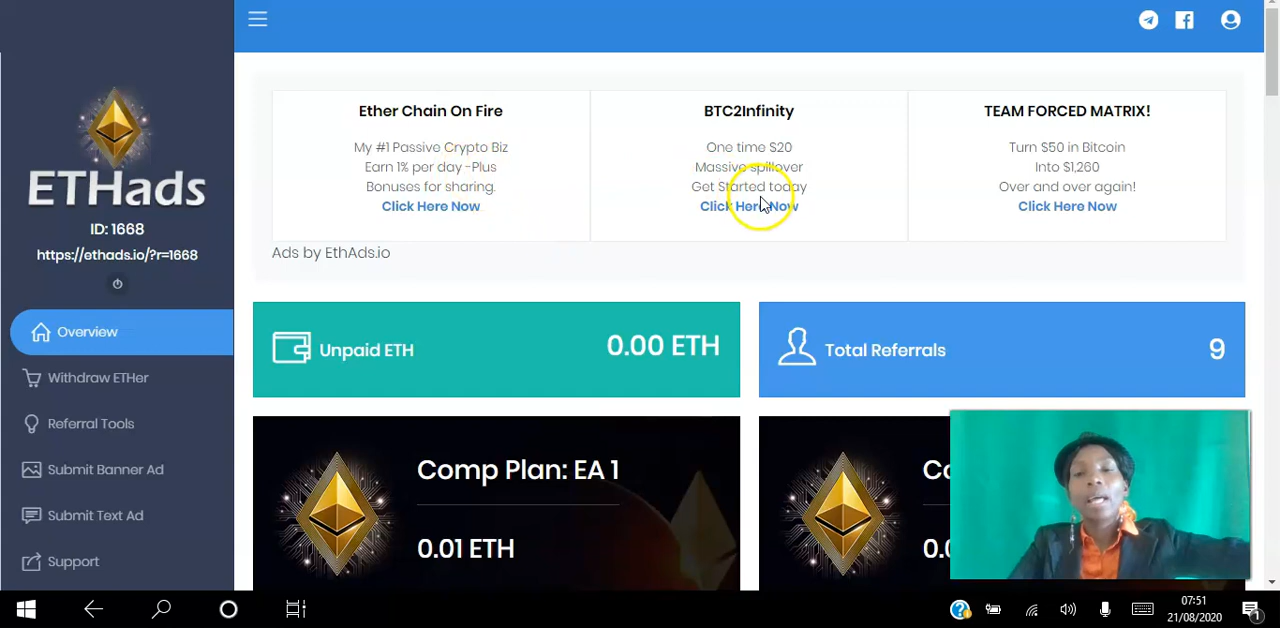 ETHads
ID: 1668
https://ethads.io/?r=1668
Overview
Withdraw ETHer
Referral Tools
Submit Banner Ad
Submit Text Ad
Support
Ether Chain On Fire
My #1 Passive Crypto Biz
Earn 1% per day -Plus
Bonuses for sharing.
Click Here Now
BTC2Infinity
One time $20
Massive spillover
Get Started today
Click Here Now
TEAM FORCED MATRIX!
Turn $50 in Bitcoin
Into $1,260
Over and over again!
Click Here Now
Ads by EthAds.io
Unpaid ETH
0.00 ETH
Total Referrals
9
Comp Plan: EA 1
0.01 ETH
07:51
21/08/2020